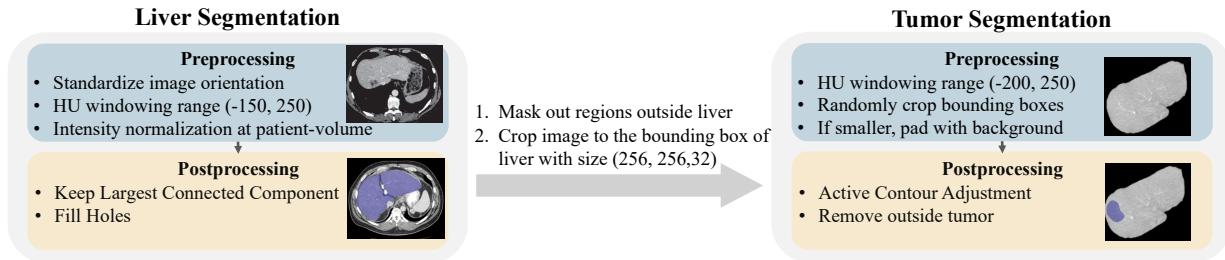 Liver Segmentation
Preprocessing
• Standardize image orientation
• HU windowing range (-150, 250)
• Intensity normalization at patient-volume
Postprocessing
• Keep Largest Connected Component
• Fill Holes
1. Mask out regions outside liver
2. Crop image to the bounding box of
liver with size (256, 256,32)
Tumor Segmentation
Preprocessing
• HU windowing range (-200, 250)
• Randomly crop bounding boxes
• If smaller, pad with background
Postprocessing
• Active Contour Adjustment
• Remove outside tumor